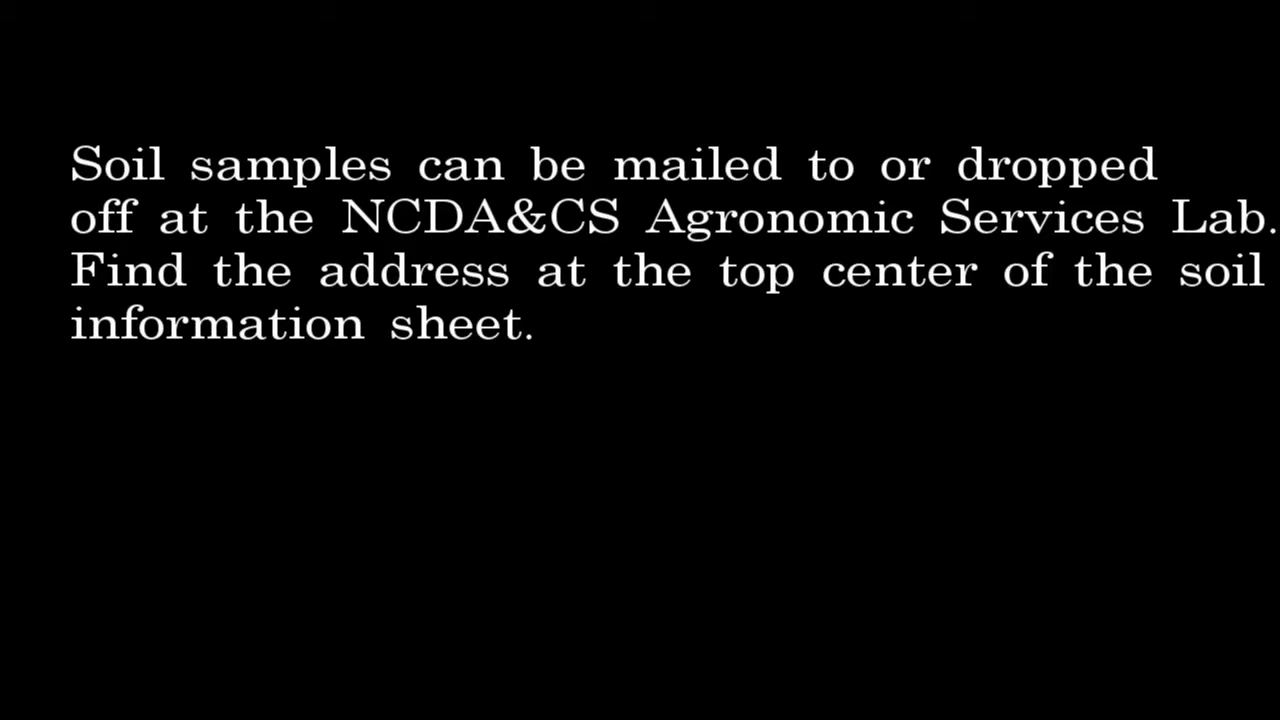 Soil samples can be mailed to or dropped
off at the NCDA&CS Agronomic Services Lab.
Find the address at the top center of the soil
information sheet.